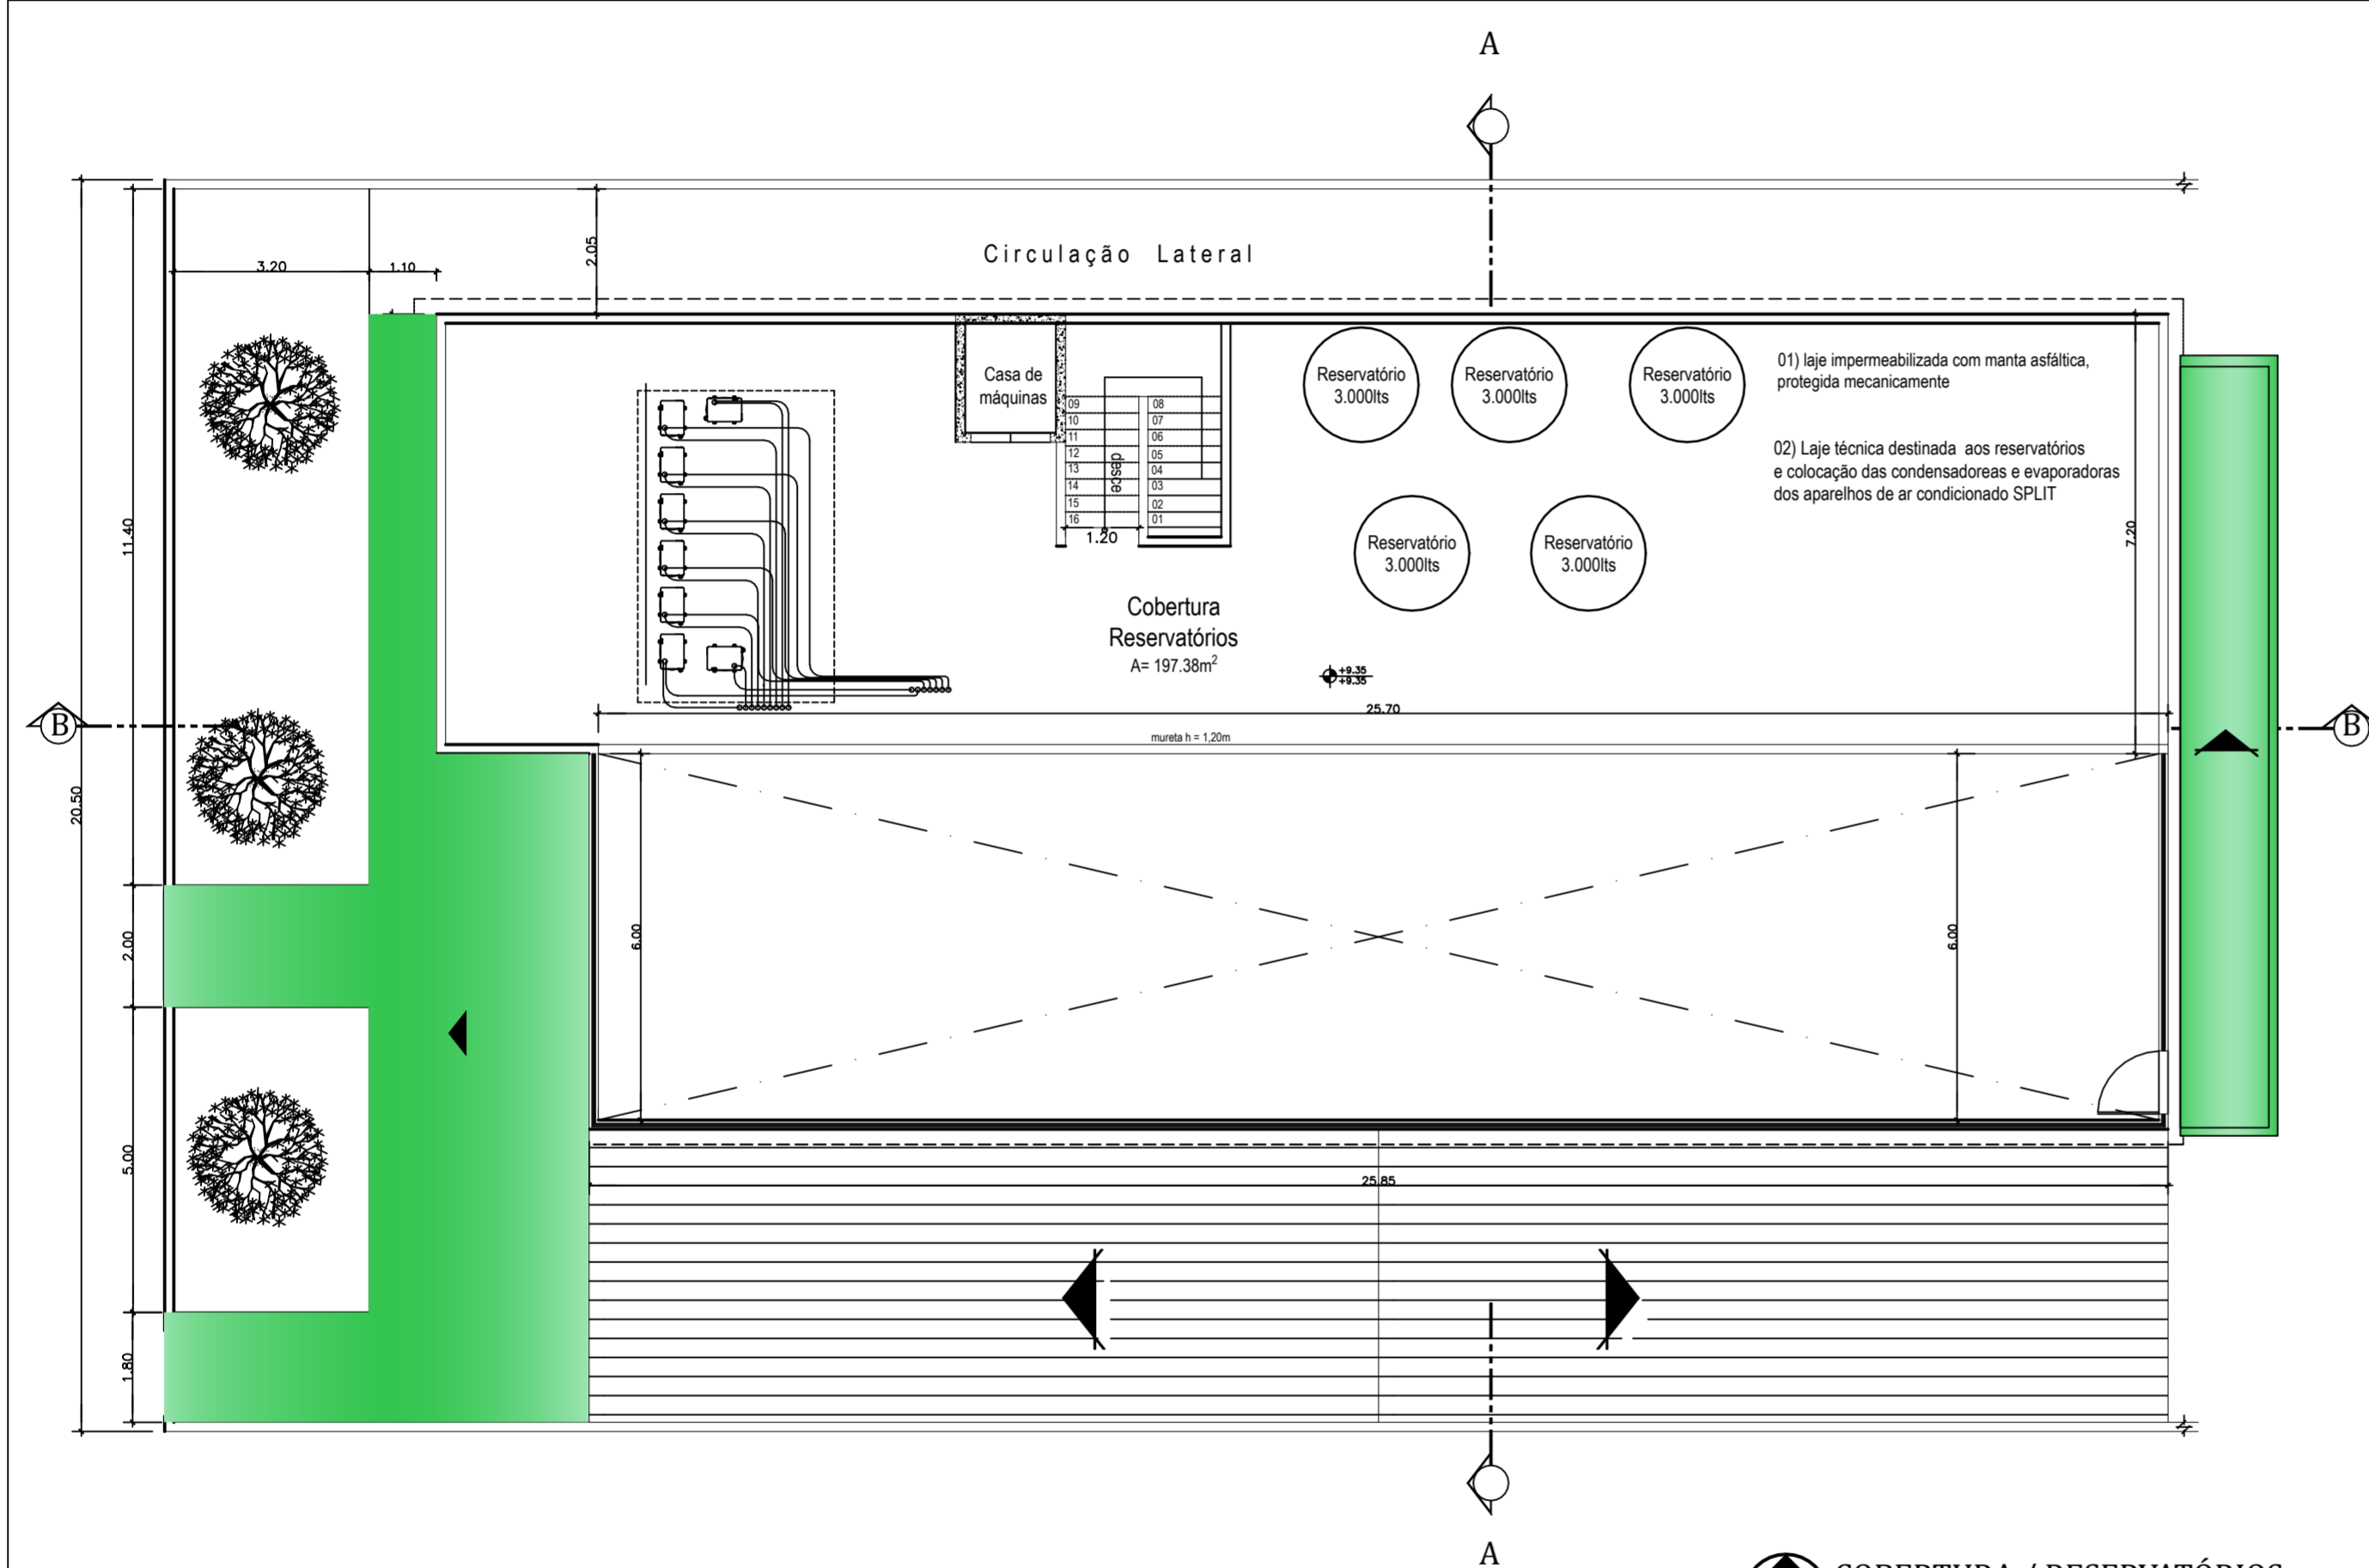 A
3.20
1.10
2.05
Circulação Lateral
Casa de
máquinas
Reservatório
3.000lts
Reservatório
3.000lts
Reservatório
3.000lts
01) laje impermeabilizada com manta asfáltica,
protegida mecanicamente
02) Laje técnica destinada aos reservatórios
e colocação das condensadoreas e evaporadoras
dos aparelhos de ar condicionado SPLIT
09
10
11
12
13
14
15
16
desce
08
07
06
05
04
03
02
01
1.20
11.40
7.20
Reservatório
3.000lts
Reservatório
3.000lts
Cobertura
Reservatórios
A= 197.38m²
+9.35
+9.35
B
25.70
B
mureta h = 1,20m
20.50
2.00
6.00
6.00
5.00
25.85
1.80
A
COBERTURA / RESERVATÓRIOS